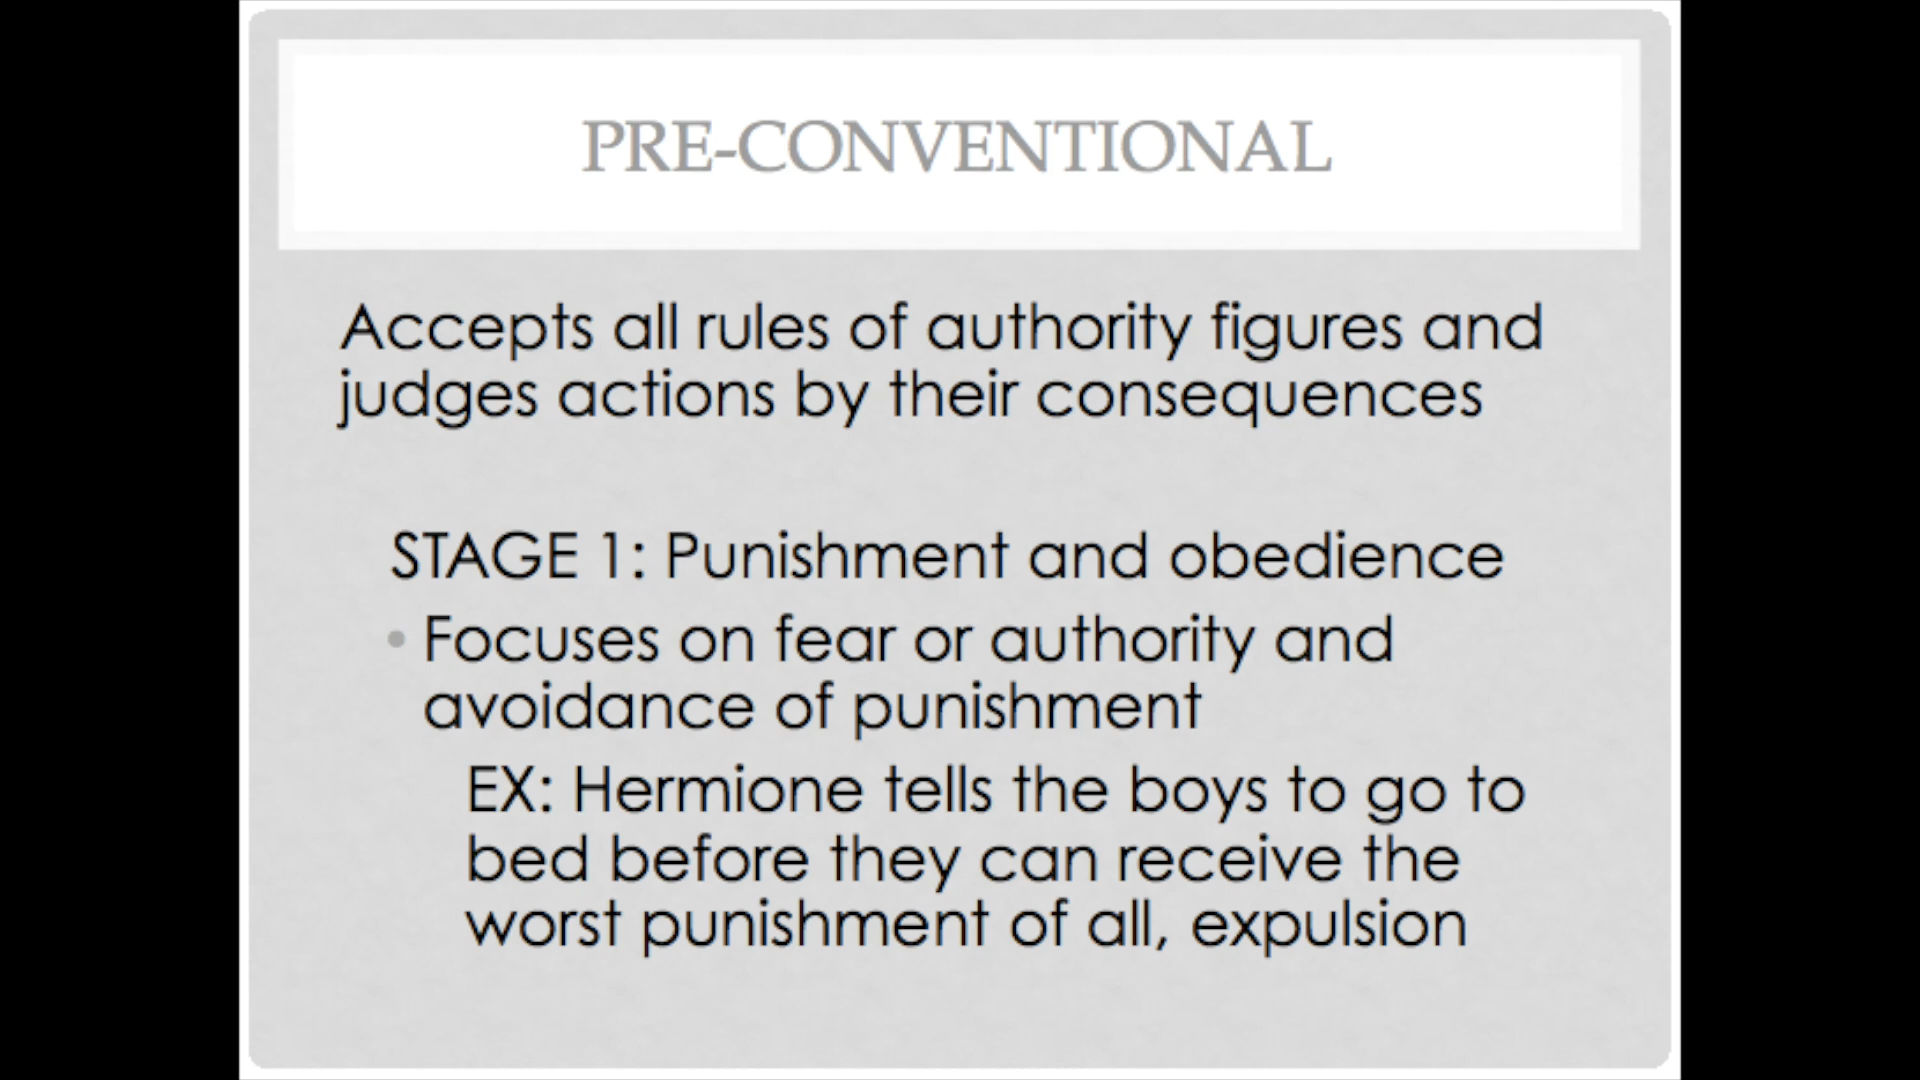 PRE-CONVENTIONAL
Accepts all rules of authority figures and
judges actions by their consequences
STAGE 1: Punishment and obedience
• Focuses on fear or authority and
avoidance of punishment
EX: Hermione tells the boys to go to
bed before they can receive the
worst punishment of all, expulsion